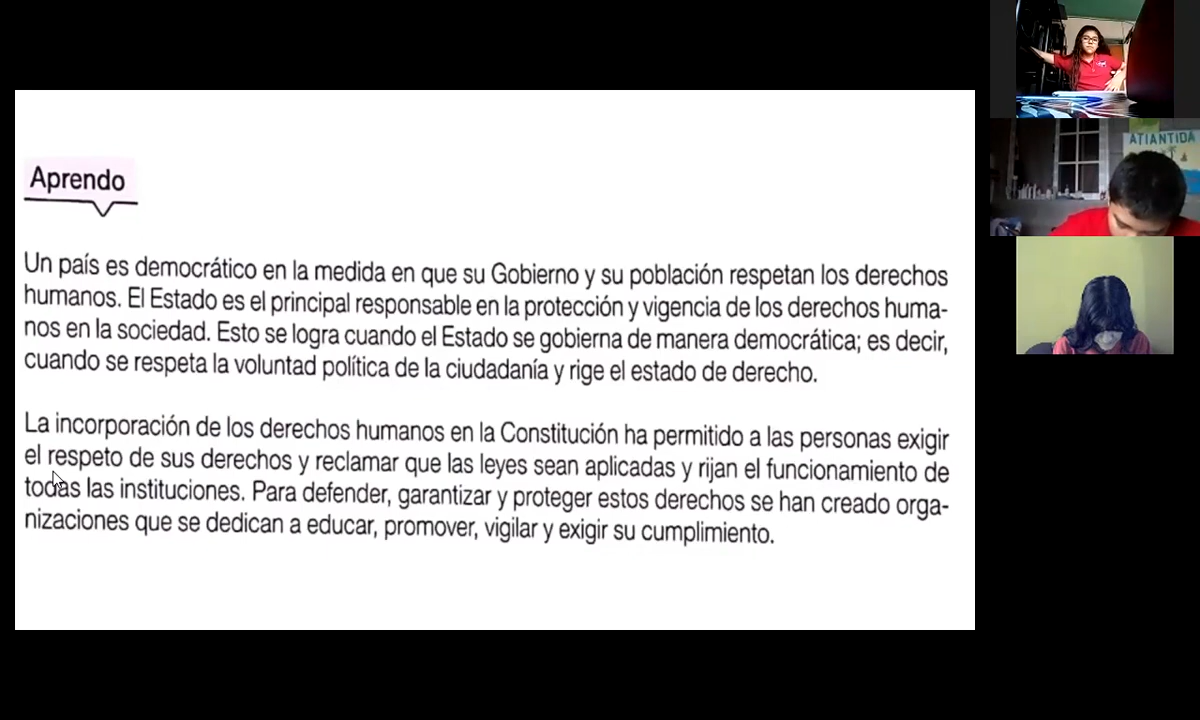 Aprendo
Un país es democrático en la medida en que su Gobierno y su población respetan los derechos
humanos. El Estado es el principal responsable en la protección y vigencia de los derechos huma-
nos en la sociedad. Esto se logra cuando el Estado se gobierna de manera democrática; es decir,
cuando se respeta la voluntad política de la ciudadanía y rige el estado de derecho.
La incorporación de los derechos humanos en la Constitución ha permitido a las personas exigir
el respeto de sus derechos y reclamar que las leyes sean aplicadas y rijan el funcionamiento de
todas las instituciones. Para defender, garantizar y proteger estos derechos se han creado orga-
nizaciones que se dedican a educar, promover, vigilar y exigir su cumplimiento.
ATLANTIDA